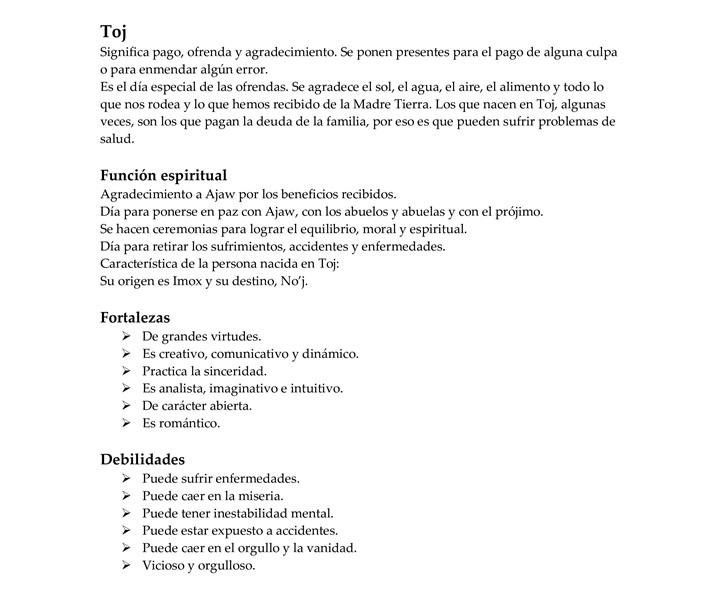 Toj
Significa pago, ofrenda y agradecimiento. Se ponen presentes para el pago de alguna culpa
o para enmendar algún error.
Es el día especial de las ofrendas. Se agradece el sol, el agua, el aire, el alimento y todo lo
que nos rodea y lo que hemos recibido de la Madre Tierra. Los que nacen en Toj, algunas
veces, son los que pagan la deuda de la familia, por eso es que pueden sufrir problemas de
salud.
Función espiritual
Agradecimiento a Ajaw por los beneficios recibidos.
Día para ponerse en paz con Ajaw, con los abuelos y abuelas y con el prójimo.
Se hacen ceremonias para lograr el equilibrio, moral y espiritual.
Día para retirar los sufrimientos, accidentes y enfermedades.
Característica de la persona nacida en Toj:
Su origen es Imox y su destino, No’j.
Fortalezas
➢ De grandes virtudes.
➢ Es creativo, comunicativo y dinámico.
➢ Practica la sinceridad.
➢ Es analista, imaginativo e intuitivo.
➢ De carácter abierta.
➢ Es romántico.
Debilidades
➢ Puede sufrir enfermedades.
➢ Puede caer en la miseria.
➢ Puede tener inestabilidad mental.
➢ Puede estar expuesto a accidentes.
➢ Puede caer en el orgullo y la vanidad.
➢ Vicioso y orgulloso.